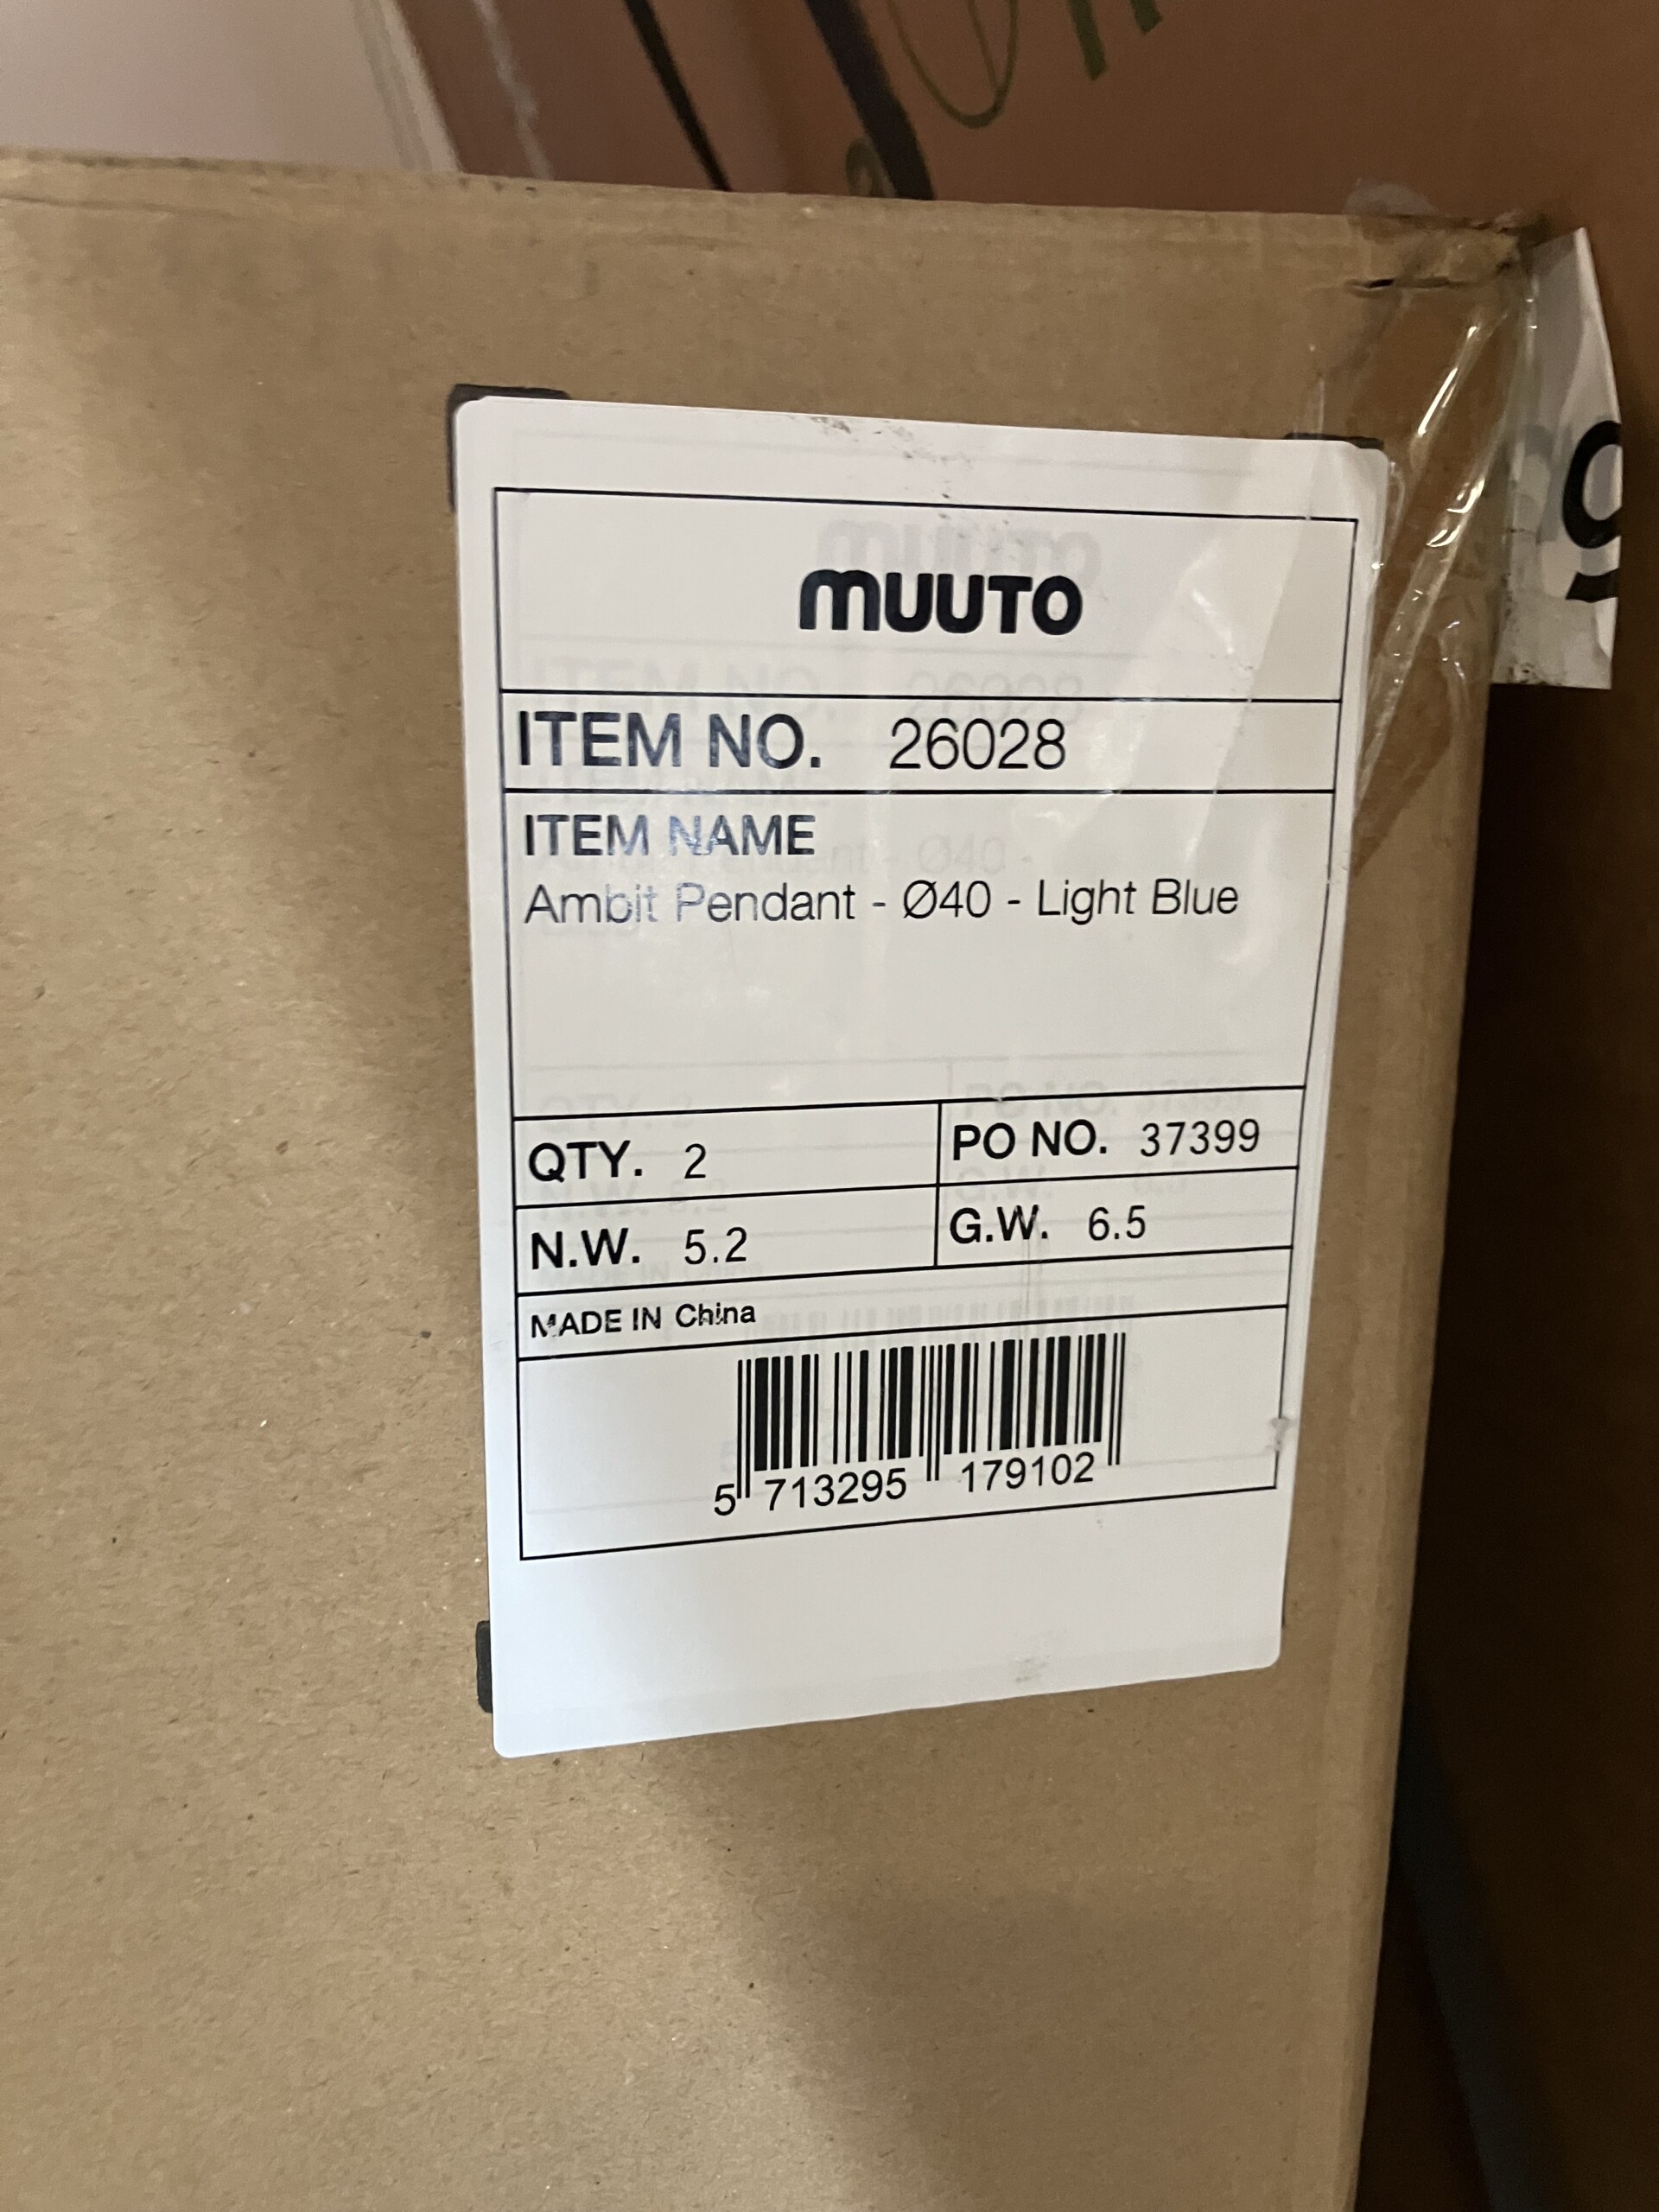 muuto
ITEM NO. 26028
ITEM NAME
Ambit Pendant - Ø40 - Light Blue
QTY. 2
PO NO. 37399
N.W. 5.2
G.W. 6.5
MADE IN China
5 713295 179102